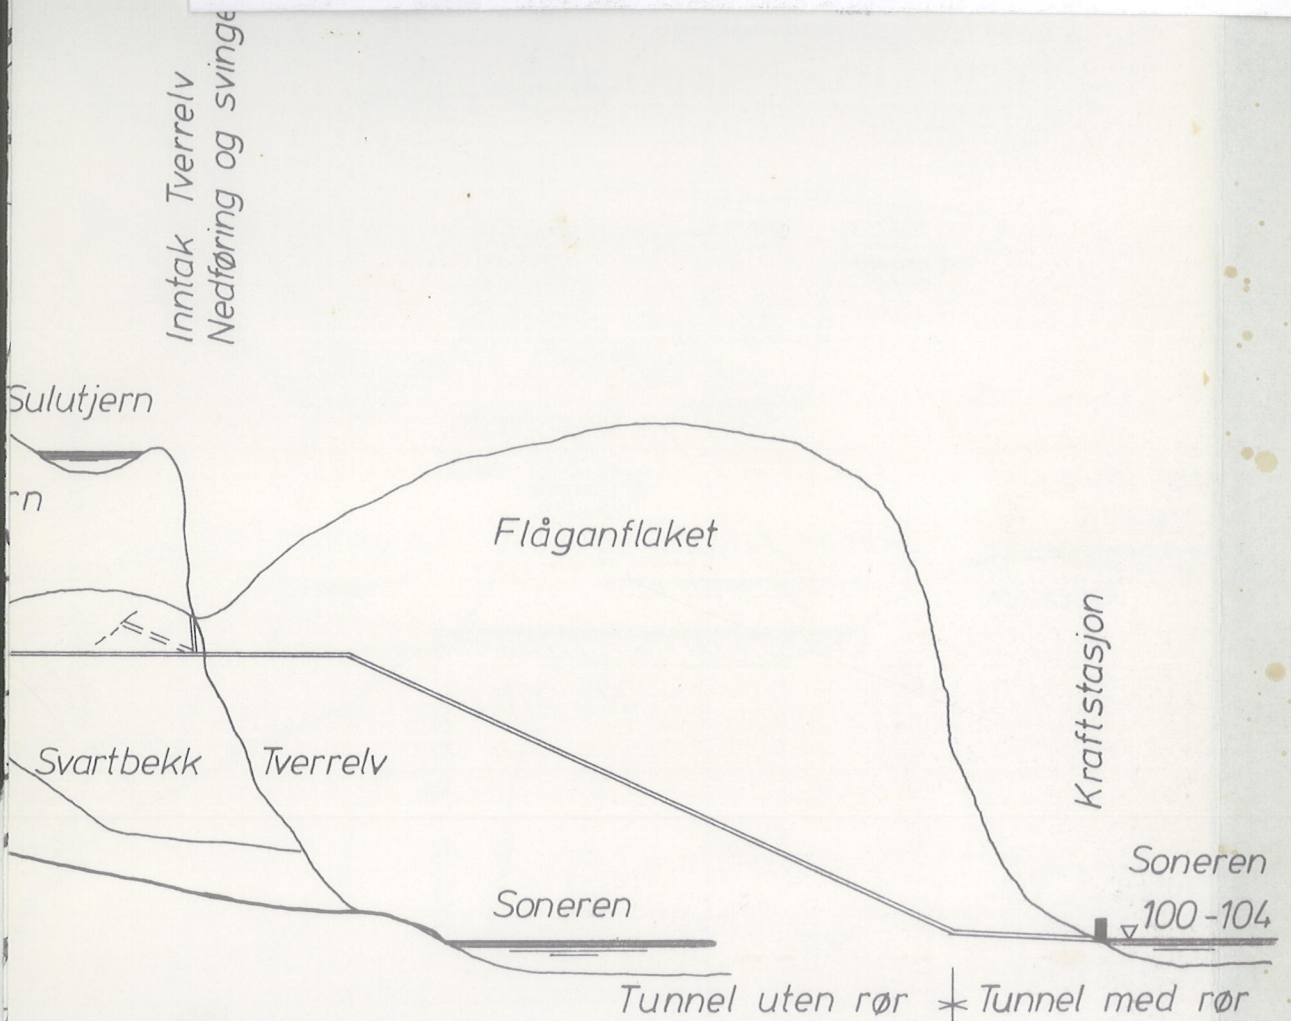 Inntak Tverrelv
Nedføring og svinge
Sulutjern
rn
Flåganflaket
Kraftstasjon
Svartbekk
Tverrelv
Soneren
Soneren
100-104
Tunnel uten rør
Tunnel med rør